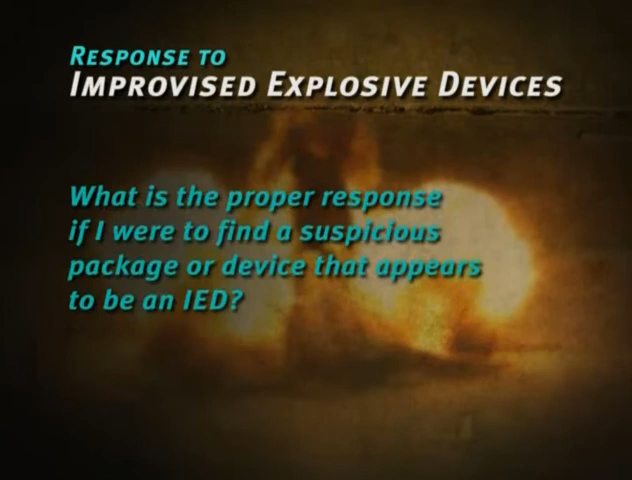 Response to
Improvised Explosive Devices
What is the proper response
if I were to find a suspicious
package or device that appears
to be an IED?